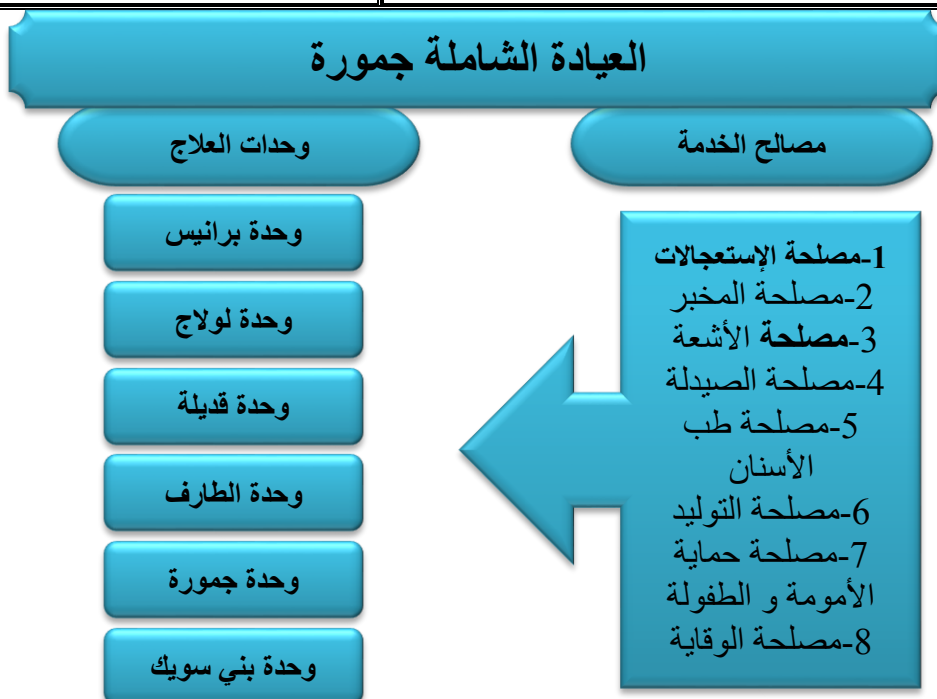 العيادة الشاملة جمورة
مصالح الخدمة
وحدات العلاج
1-مصلحة الإستعجالات
2-مصلحة المخبر
3-مصلحة الأشعة
4-مصلحة الصيدلة
5-مصلحة طب
الأسنان
6-مصلحة التوليد
7-مصلحة حماية
الأمومة و الطفولة
8-مصلحة الوقاية
وحدة برانيس
وحدة لولاج
وحدة قديلة
وحدة الطارف
وحدة جمورة
وحدة بني سويك